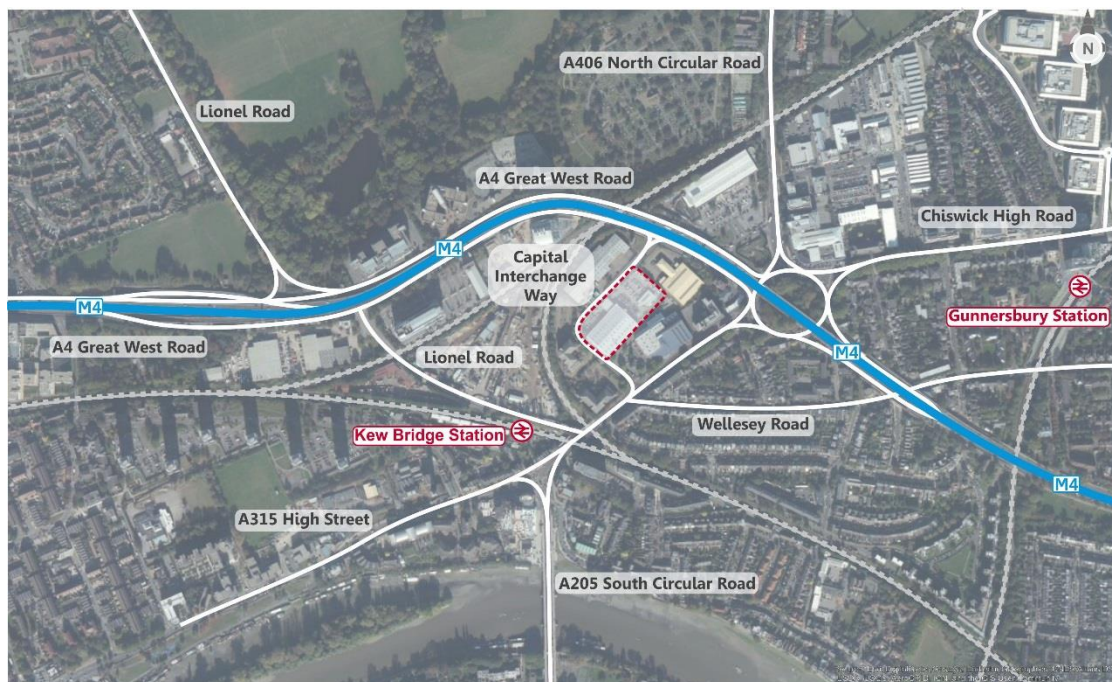 N
A406 North Circular Road
Lionel Road
A4 Great West Road
Chiswick High Road
M4
Capital
Interchange
Way
Gunnersbury Station
M4
A4 Great West Road
Lionel Road
M4
Wellesey Road
Kew Bridge Station
M4
A315 High Street
A205 South Circular Road